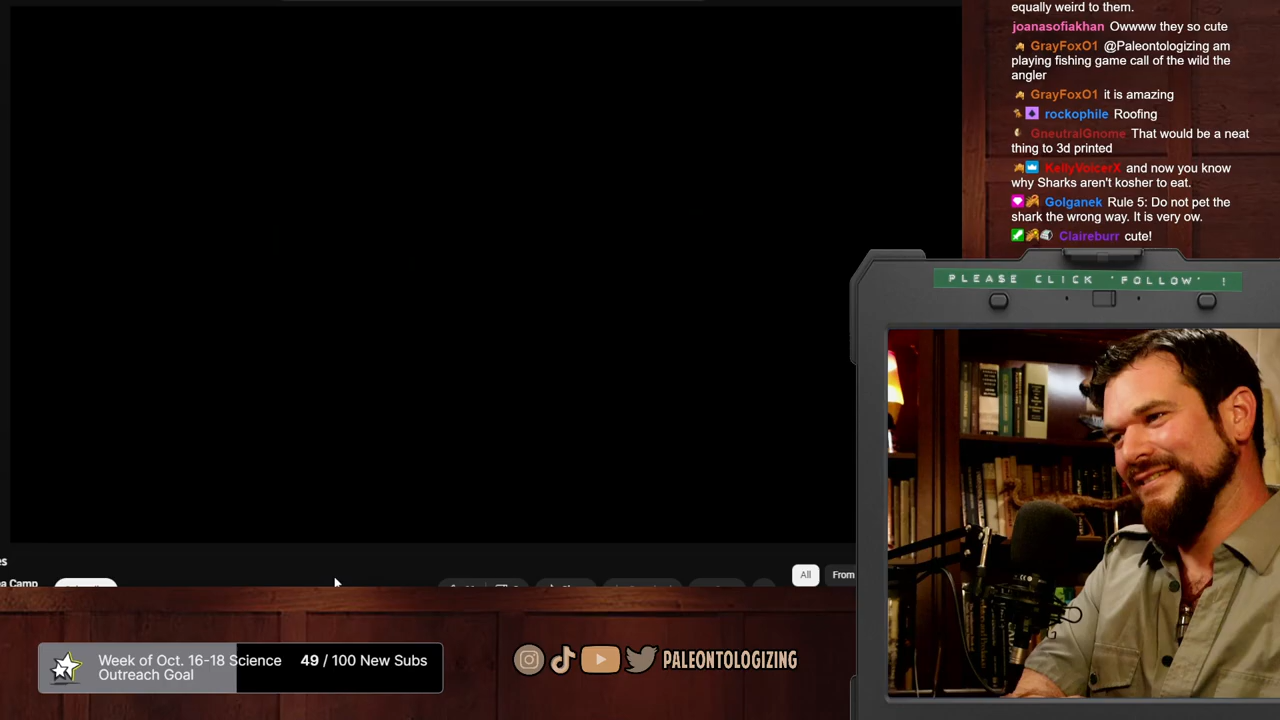 equally weird to them.
joanasofiakhan Owwww they so cute
GrayFoxO1 @Paleontologizing am
playing fishing game call of the wild the
angler
GrayFoxO1 it is amazing
rockophile Roofing
GneutralGnome That would be a neat
thing to 3d printed
KellyVoicerX and now you know
why Sharks aren't kosher to eat.
Golganek Rule 5: Do not pet the
shark the wrong way. It is very ow.
Claireburr cute!
PLEASE CLICK 'FOLLOW' !
All From
Camp
Week of Oct. 16-18 Science 49 / 100 New Subs
Outreach Goal
PALEONTOLOGIZING